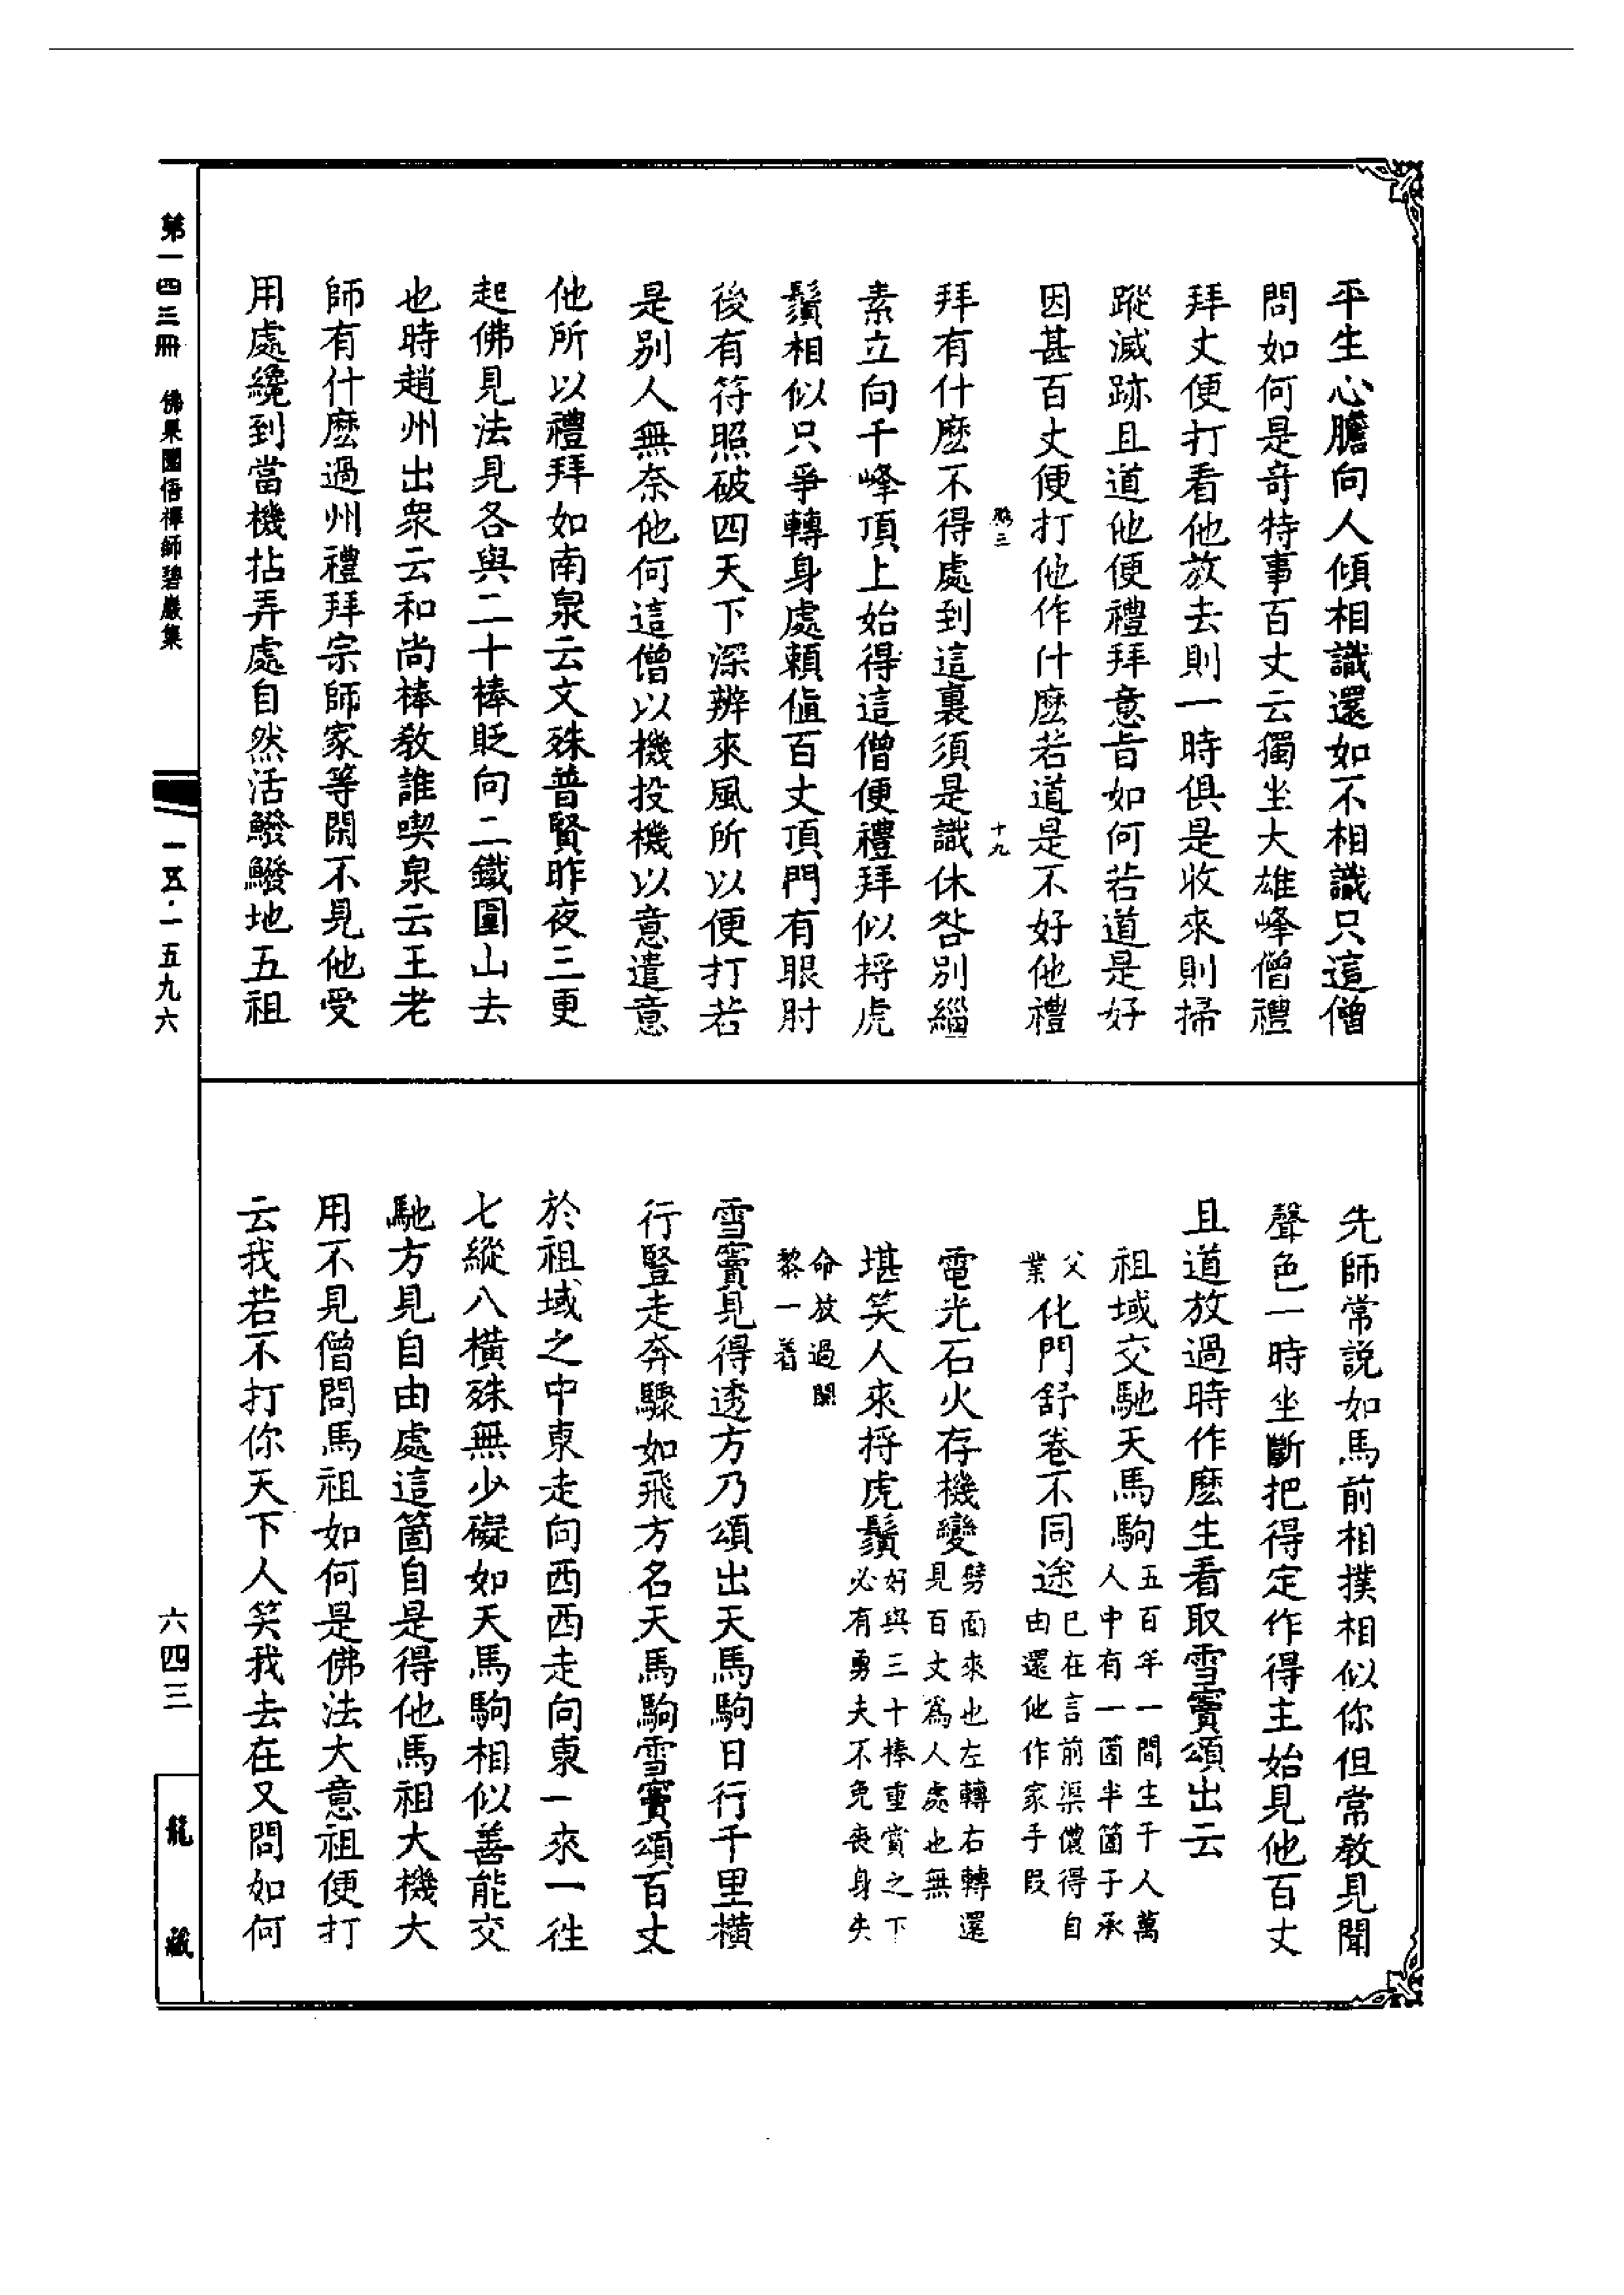 平生心膽向人傾相識還如不相識只這僧
問如何是奇特事百丈云獨坐大雄峰僧禮
拜丈便打看他放去則一時俱是收來則掃
蹤滅跡且道他便禮拜意旨如何若道是好
因甚百丈便打他作什麽若道是不好他禮
十九
拜有什麽不得處到這裏須是識休咎別緇
素立向千峰頂上始得這僧便禮拜似捋虎
鬚相似只爭轉身處賴値百丈頂門有眼肘
後有符照破四天下深辨來風所以便打若
是別人無奈他何這僧以機投機以意遣意
他所以禮拜如南泉云文殊普賢昨夜三更
起佛見法見各與二十棒貶向二鐵圍山去
也時趙州出衆云和尚棒教誰喫泉云王老
師有什麽過州禮拜宗師家等閑不見他受
用處纔到當機拈弄處自然活鱍鱍地五祖
先師常説如馬前相撲相似你但常教見聞
聲色一時坐斷把得定作得主始見他百丈
且道放過時作麽生看取雪竇頌出云
祖域交馳天馬駒五百年一間生千人萬人中有一箇半箇子承
父業化門舒卷不同途已在言前渠儂得自由還他作家手段
電光石火存機變劈面來也左轉右轉還見百丈爲人處也無
堪笑人來捋虎鬚好與三十棒重賞之下必有勇夫不免喪身失
命放過闍黎一着
雪竇見得透方乃頌出天馬駒日行千里橫
行豎走奔驟如飛方名天馬駒雪竇頌百丈
於祖域之中東走向西西走向東一來一往
七縱八橫殊無少礙如天馬駒相似善能交
馳方見自由處這箇自是得他馬祖大機大
用不見僧問馬祖如何是佛法大意祖便打
云我若不打你天下人笑我去在又問如何
第一四三冊 佛果圜悟禪師碧巖集
一五·一五九六
六四三
龍藏